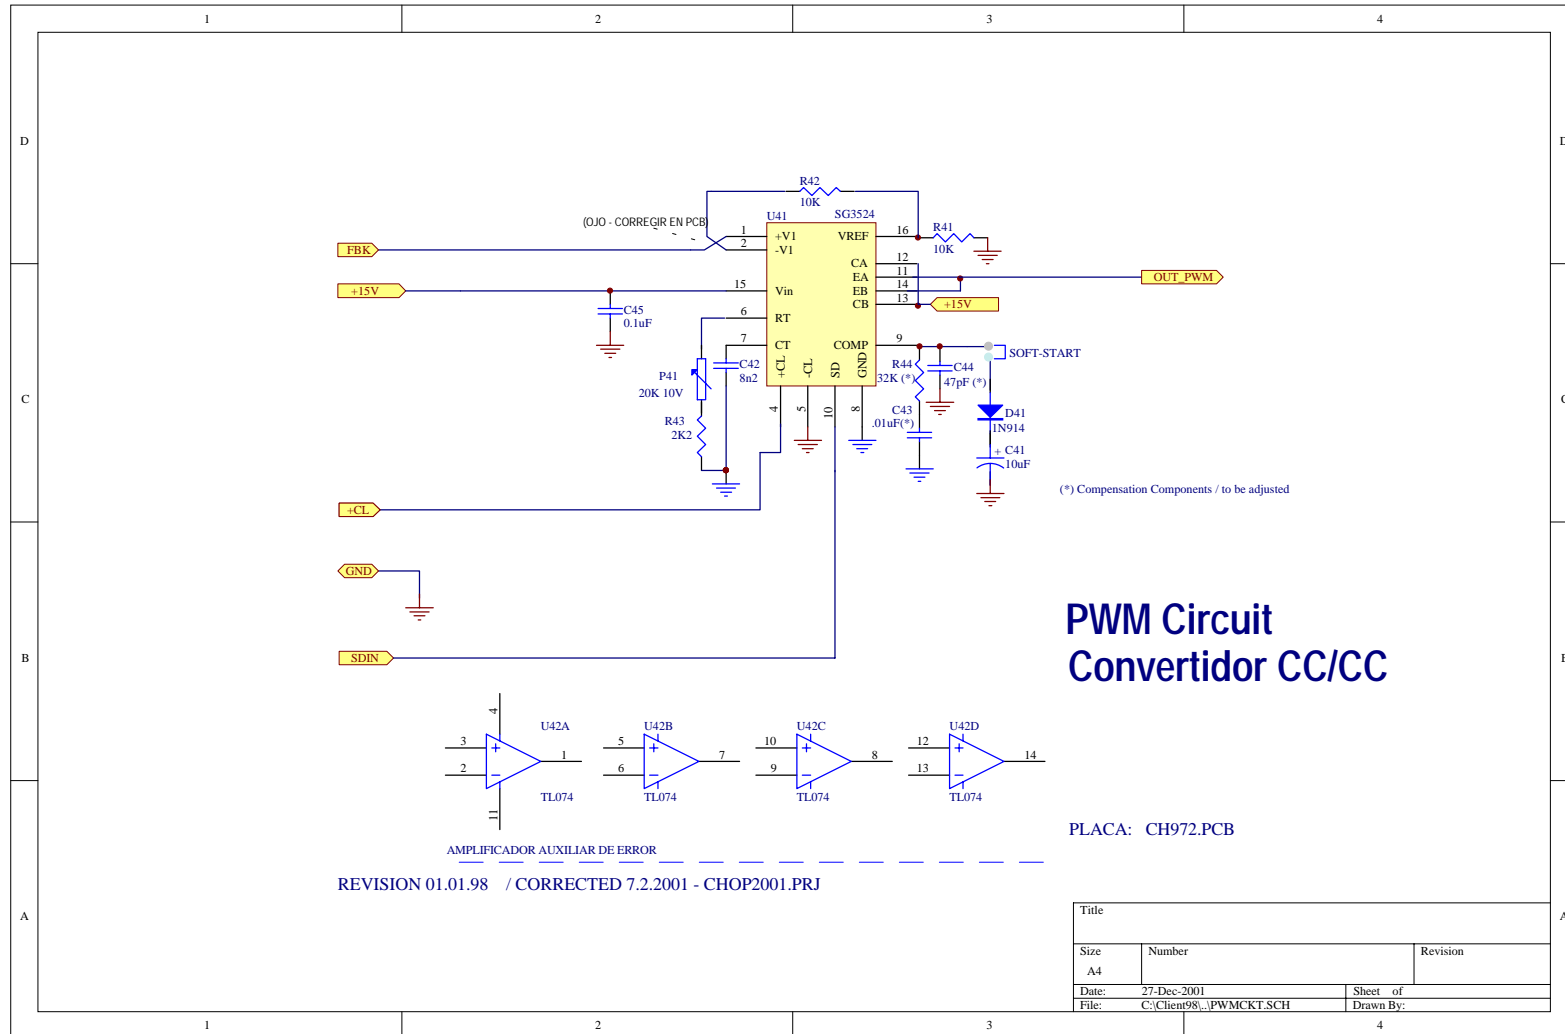 1 2 3 4
D D
C C
B B
A A
1 2 3 4
R42
10K
(OJO - CORREGIR EN PCB)
U41 SG3524
1 +V1
2 -V1
15 Vin
6 RT
7 CT
+CL
-CL
SD
GND
4
5
10
8
VREF 16
CA 12
EA 11
EB 14
CB 13
COMP 9
R41
10K
FBK
+15V
OUT_PWM
+15V
C45
0.1uF
P41
20K 10V
C42
8n2
R43
2K2
R44
32K (*)
C44
47pF (*)
C43
.01uF(*)
SOFT-START
D41
1N914
+ C41
10uF
(*) Compensation Components / to be adjusted
+CL
GND
SDIN
PWM Circuit
Convertidor CC/CC
4
3 + U42A
2 - 1
TL074
11
5 + U42B
6 - 7
TL074
10 + U42C
9 - 8
TL074
12 + U42D
13 - 14
TL074
AMPLIFICADOR AUXILIAR DE ERROR
PLACA: CH972.PCB
REVISION 01.01.98 / CORRECTED 7.2.2001 - CHOP2001.PRJ
Title
Size Number Revision
A4
Date: 27-Dec-2001 Sheet of
File: C:\Client98\..\PWMCKT.SCH Drawn By: